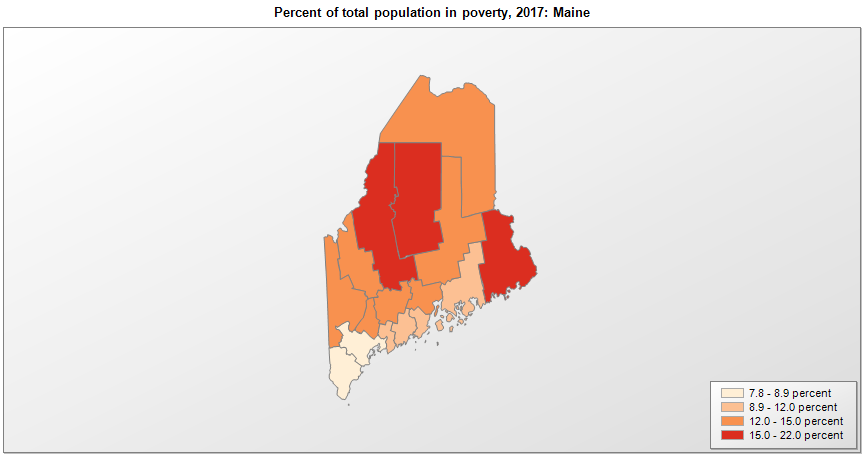 Percent of total population in poverty, 2017: Maine
7.8 - 8.9 percent
8.9 - 12.0 percent
12.0 - 15.0 percent
15.0 - 22.0 percent